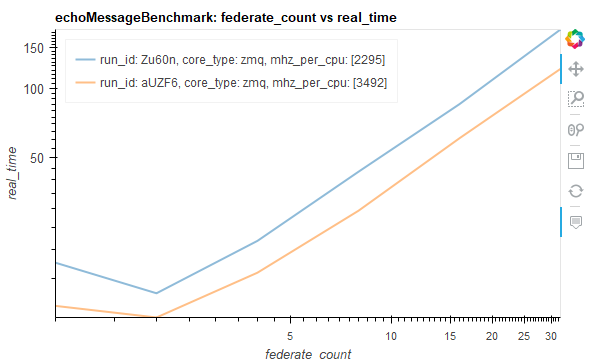 echoMessageBenchmark: federate_count vs real_time
150
100
50
real_time
run_id: Zu60n, core_type: zmq, mhz_per_cpu: [2295]
run_id: aUZF6, core_type: zmq, mhz_per_cpu: [3492]
5
10
15
20
25
30
federate_count